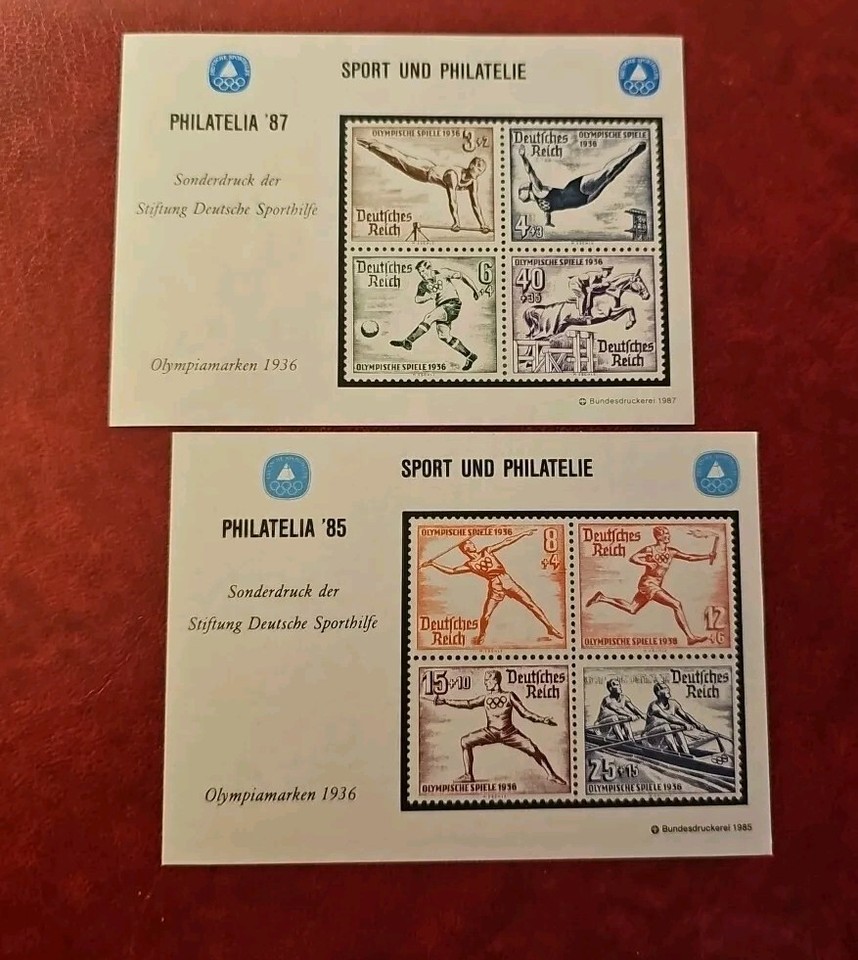 SPORT UND PHILATELIE
PHILATELIA '87
Sonderdruck der
Stiftung Deutsche Sporthilfe
Olympiamarken 1936
OLYMPISCHE SPIELE 1936
3+2
Deutsches
Reich
Deutsches
Reich
OLYMPISCHE SPIELE
1936
4+3
Deutsches
Reich
6
+4
OLYMPISCHE SPIELE 1936
OLYMPISCHE SPIELE 1936
40
+35
Deutsches
Reich
Bundesdruckerei 1987
SPORT UND PHILATELIE
PHILATELIA '85
Sonderdruck der
Stiftung Deutsche Sporthilfe
Olympiamarken 1936
OLYMPISCHE SPIELE 1936
8
+4
Deutsches
Reich
Deutsches
Reich
12
+6
OLYMPISCHE SPIELE 1936
15+10
Deutsches
Reich
OLYMPISCHE SPIELE 1936
Deutsches
Reich
25+15
OLYMPISCHE SPIELE 1936
Bundesdruckerei 1985